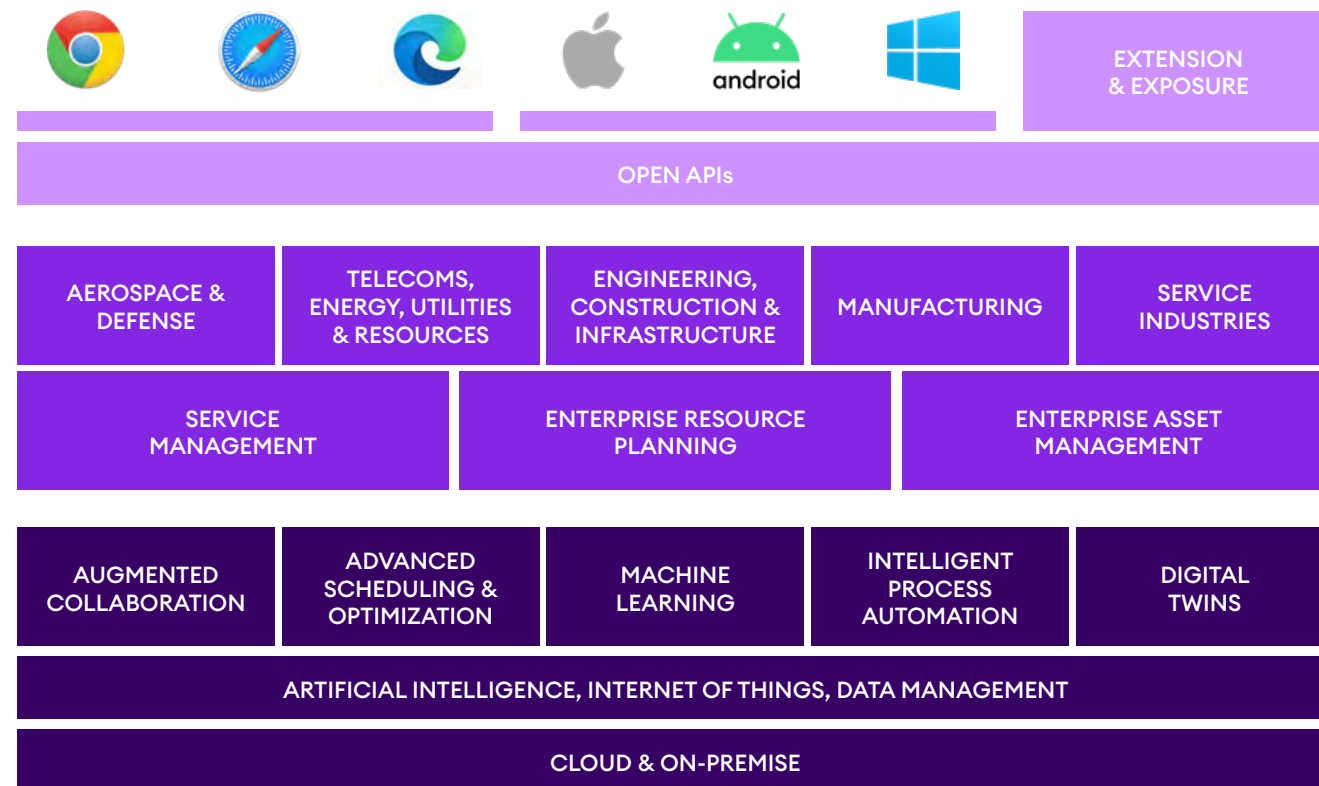 android
EXTENSION
& EXPOSURE
OPEN APIs
AEROSPACE &
DEFENSE
TELECOMS,
ENERGY, UTILITIES
& RESOURCES
ENGINEERING,
CONSTRUCTION &
INFRASTRUCTURE
MANUFACTURING
SERVICE
INDUSTRIES
SERVICE
MANAGEMENT
ENTERPRISE RESOURCE
PLANNING
ENTERPRISE ASSET
MANAGEMENT
AUGMENTED
COLLABORATION
ADVANCED
SCHEDULING &
OPTIMIZATION
MACHINE
LEARNING
INTELLIGENT
PROCESS
AUTOMATION
DIGITAL
TWINS
ARTIFICIAL INTELLIGENCE, INTERNET OF THINGS, DATA MANAGEMENT
CLOUD & ON-PREMISE